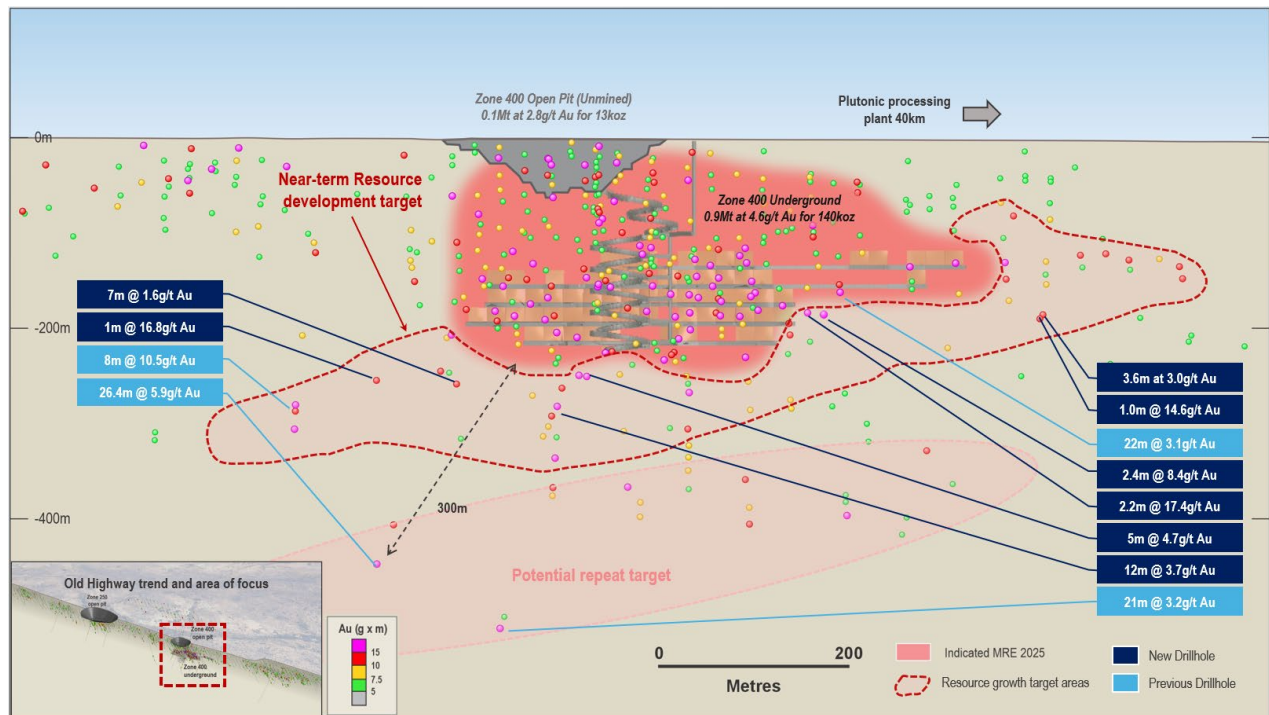 Zone 400 Open Pit (Unmined)
0.1Mt at 2.8g/t Au for 13koz
Plutonic processing
plant 40km
0m
Near-term Resource
development target
Zone 400 Underground
0.9Mt at 4.6g/t Au for 140koz
-200m
7m @ 1.6g/t Au
1m @ 16.8g/t Au
8m @ 10.5g/t Au
26.4m @ 5.9g/t Au
3.6m at 3.0g/t Au
1.0m @ 14.6g/t Au
22m @ 3.1g/t Au
2.4m @ 8.4g/t Au
2.2m @ 17.4g/t Au
5m @ 4.7g/t Au
12m @ 3.7g/t Au
21m @ 3.2g/t Au
300m
-400m
Potential repeat target
Old Highway trend and area of focus
Zone 250
open pit
Zone 400
open pit
Zone 400
underground
Au (g x m)
15
10
7.5
5
0
200
Metres
Indicated MRE 2025
Resource growth target areas
New Drillhole
Previous Drillhole